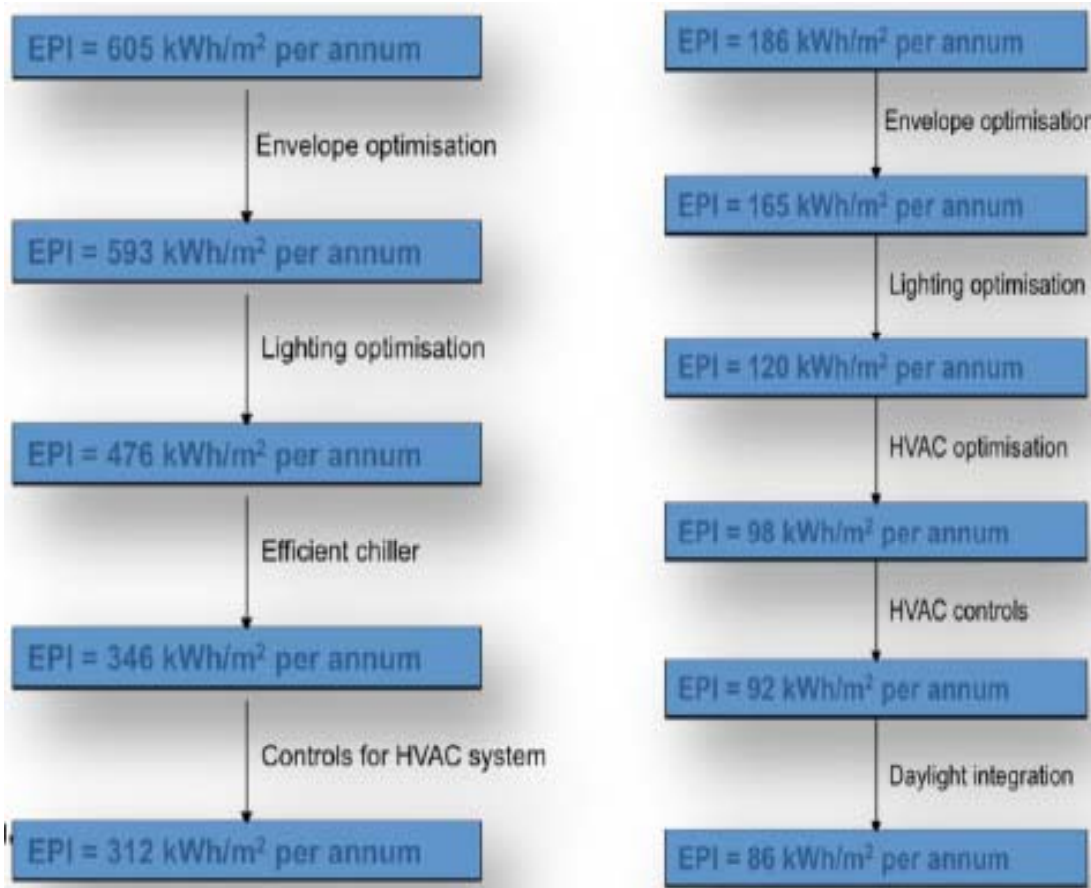 EPI = 605 kWh/m² per annum
Envelope optimisation
EPI = 593 kWh/m² per annum
Lighting optimisation
EPI = 476 kWh/m² per annum
Efficient chiller
EPI = 346 kWh/m² per annum
Controls for HVAC system
EPI = 312 kWh/m² per annum
EPI = 186 kWh/m² per annum
Envelope optimisation
EPI = 165 kWh/m² per annum
Lighting optimisation
EPI = 120 kWh/m² per annum
HVAC optimisation
EPI = 98 kWh/m² per annum
HVAC controls
EPI = 92 kWh/m² per annum
Daylight integration
EPI = 86 kWh/m² per annum